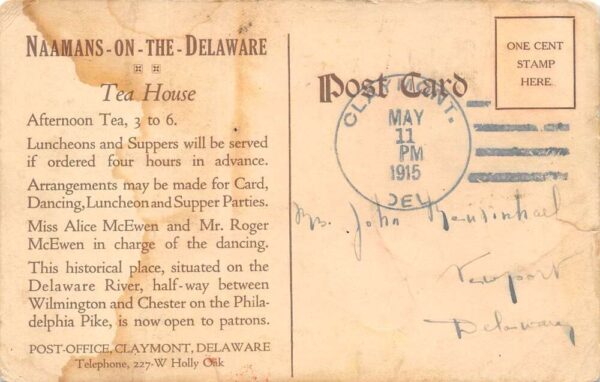 NAAMANS-ON-THE-DELAWARE
Tea House
Afternoon Tea, 3 to 6.
Luncheons and Suppers will be served
if ordered four hours in advance.
Arrangements may be made for Card,
Dancing, Luncheon and Supper Parties.
Miss Alice McEwen and Mr. Roger
McEwen in charge of the dancing.
This historical place, situated on the
Delaware River, half-way between
Wilmington and Chester on the Phila-
delphia Pike, is now open to patrons.
POST-OFFICE, CLAYMONT, DELAWARE
Telephone, 227-W Holly Oak
Post Card
ONE CENT
STAMP
HERE
CLAYMONT.
MAY
11
PM
1915
DEL
Mrs. John
Newport
Delaware